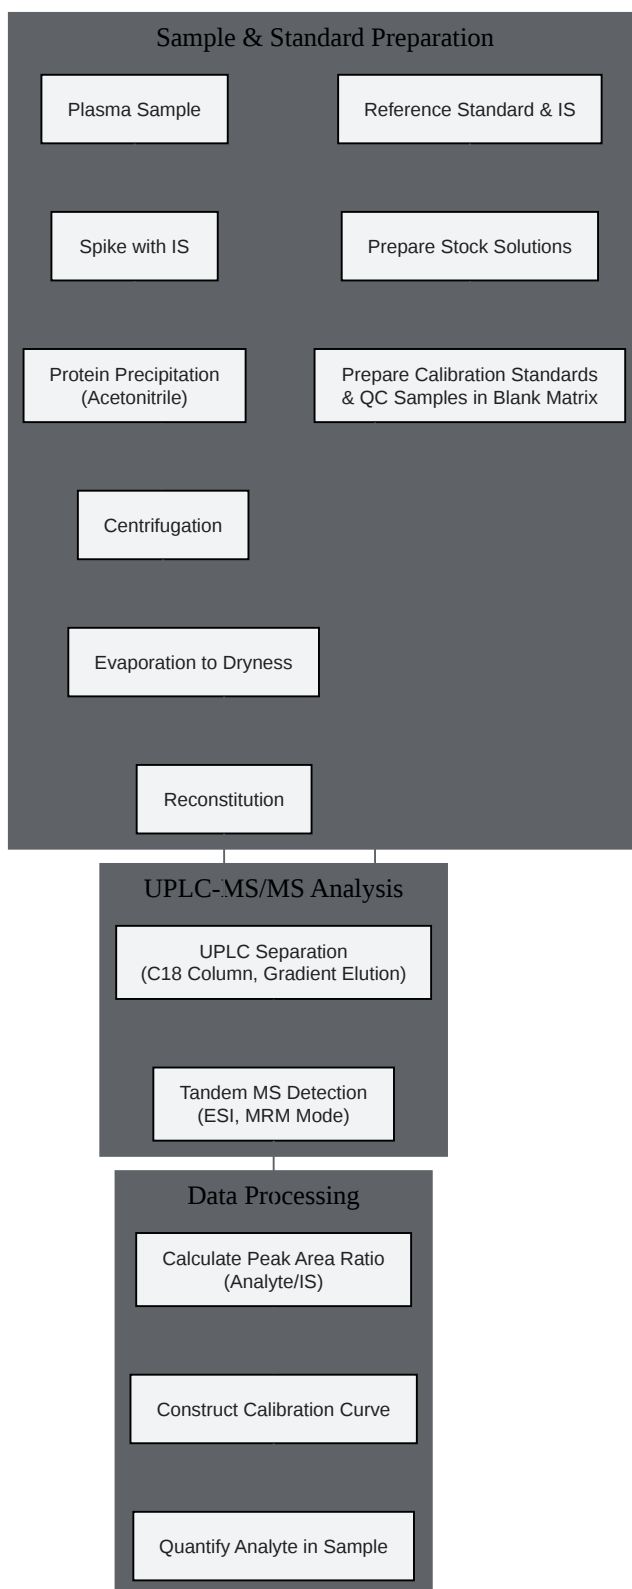 Sample & Standard Preparation
Plasma Sample
Reference Standard & IS
Spike with IS
Prepare Stock Solutions
Protein Precipitation
(Acetonitrile)
Prepare Calibration Standards
& QC Samples in Blank Matrix
Centrifugation
Evaporation to Dryness
Reconstitution
UPLC-MS/MS Analysis
UPLC Separation
(C18 Column, Gradient Elution)
Tandem MS Detection
(ESI, MRM Mode)
Data Processing
Calculate Peak Area Ratio
(Analyte/IS)
Construct Calibration Curve
Quantify Analyte in Sample